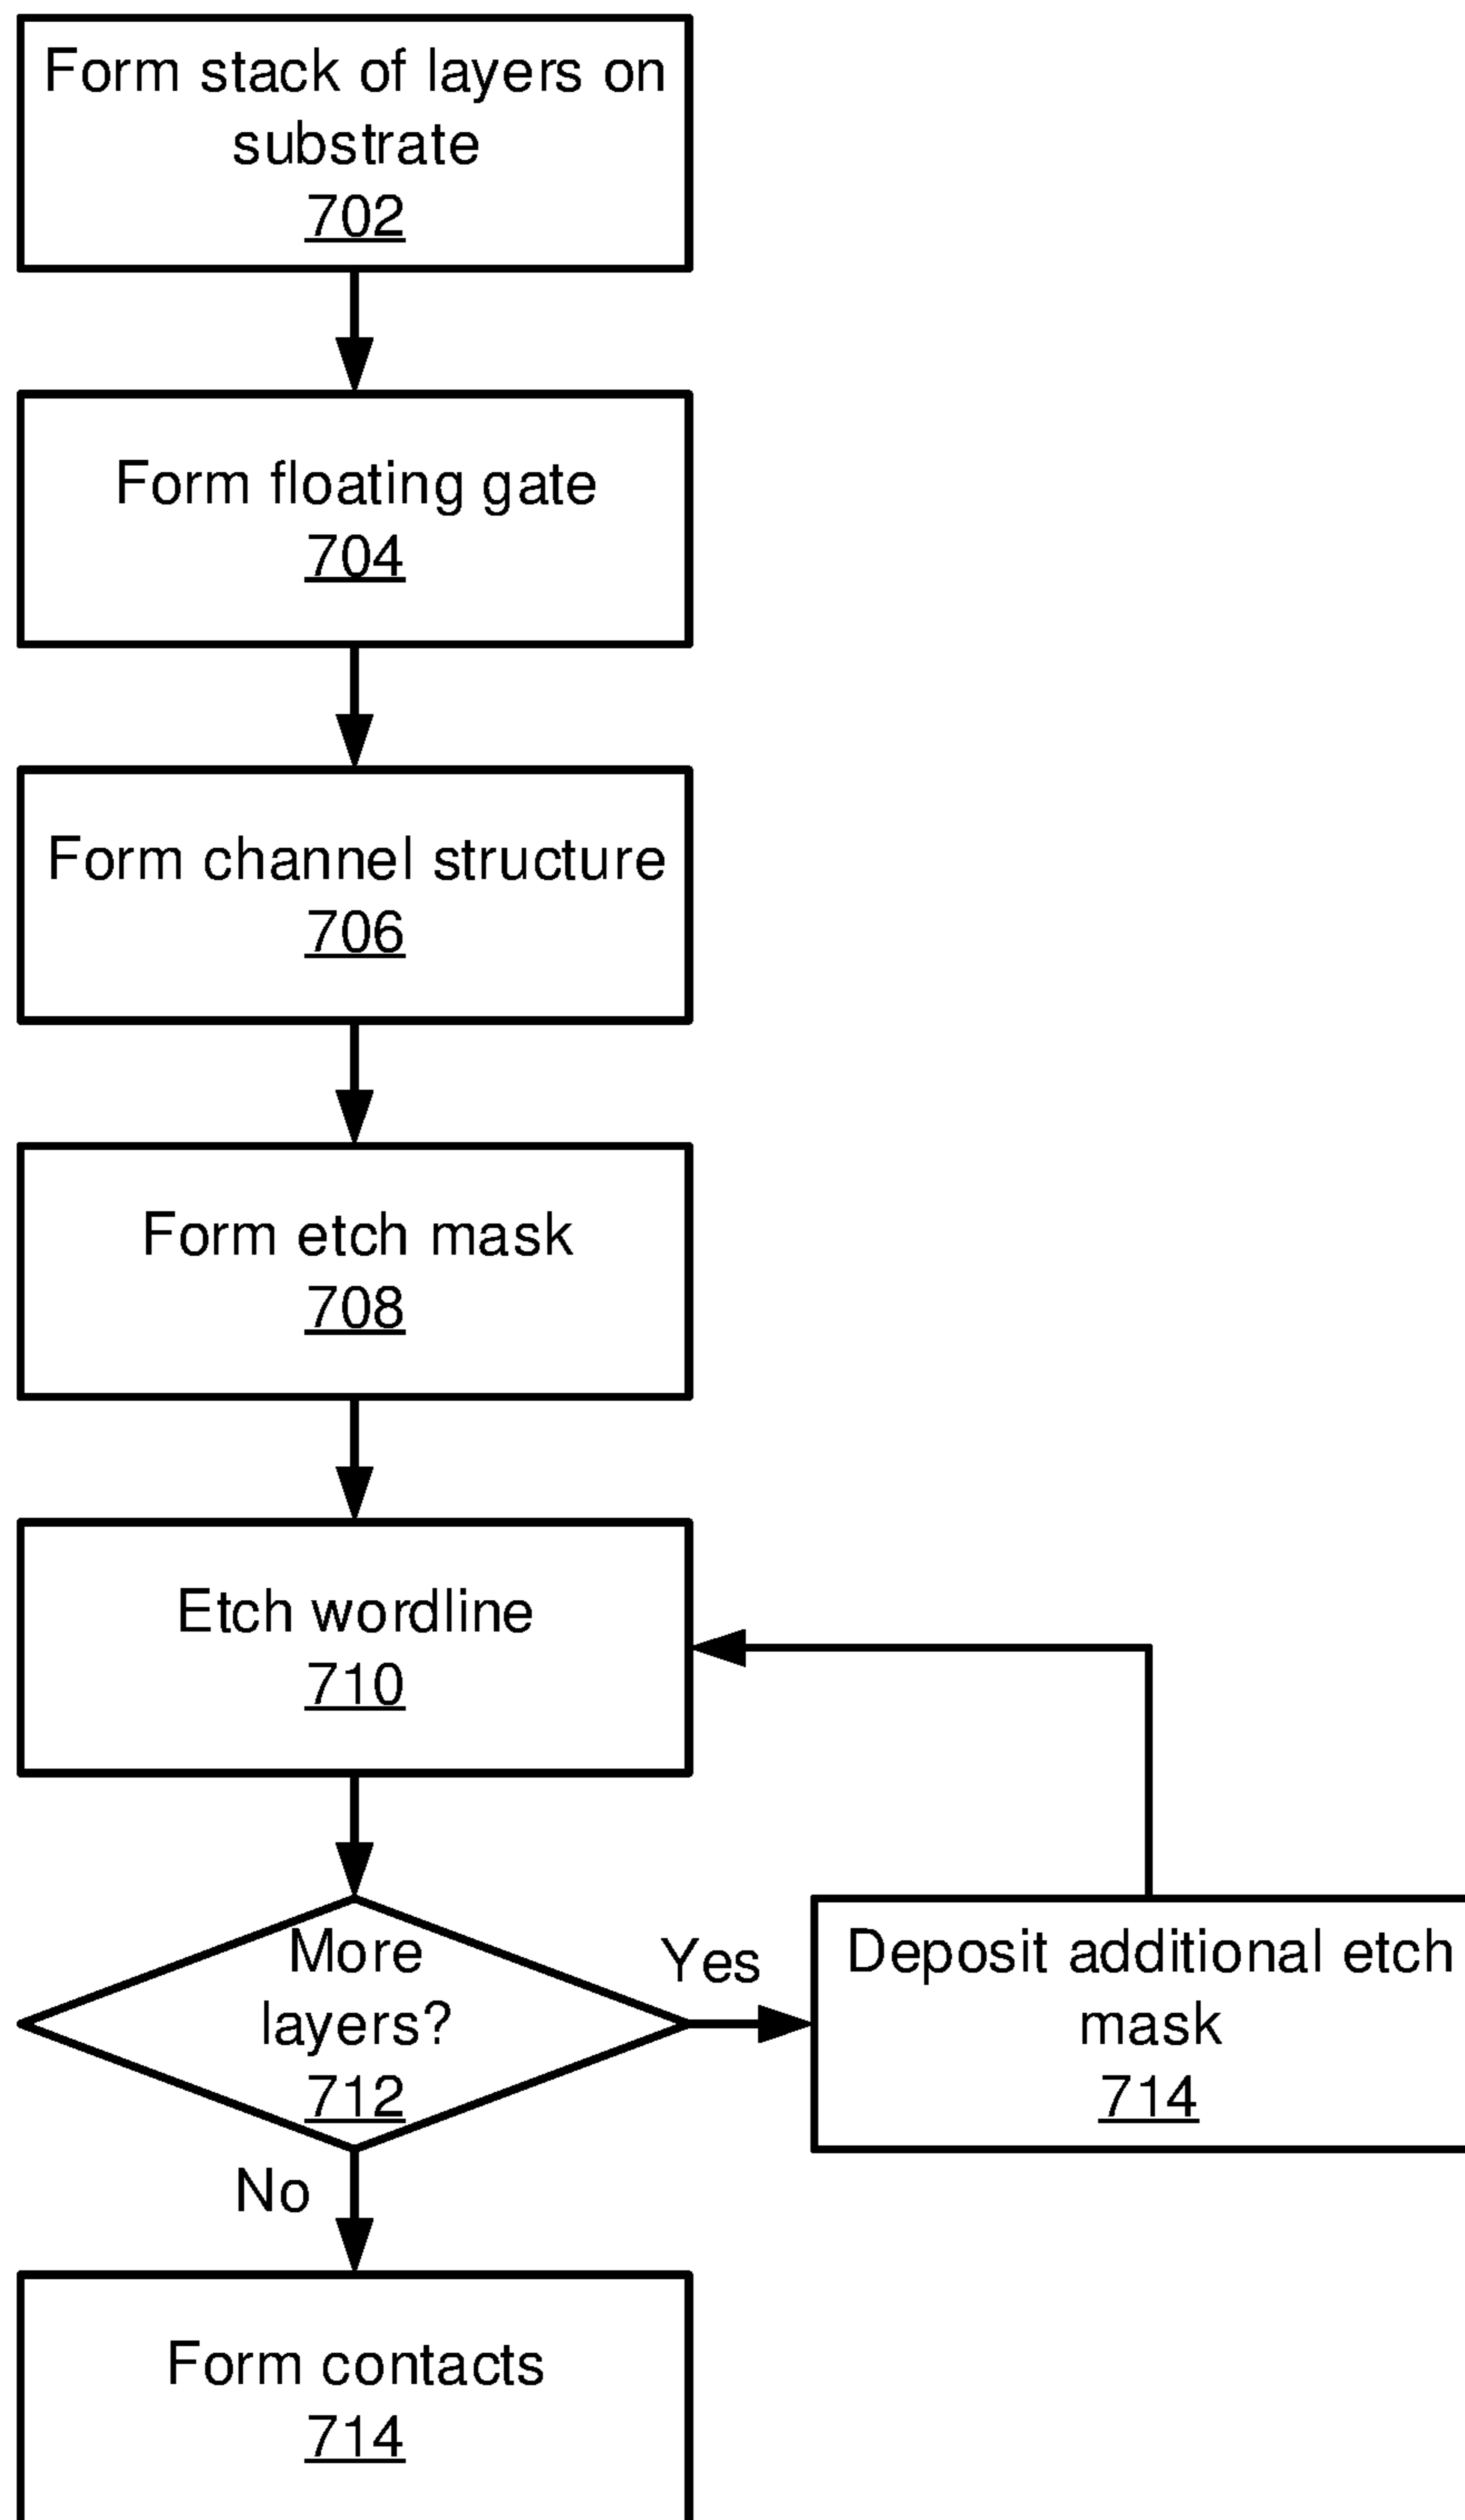 Form stack of layers on
substrate
702
Form floating gate
704
Form channel structure
706
Form etch mask
708
Etch wordline
710
More
layers?
712
Yes
Deposit additional etch
mask
714
No
Form contacts
714